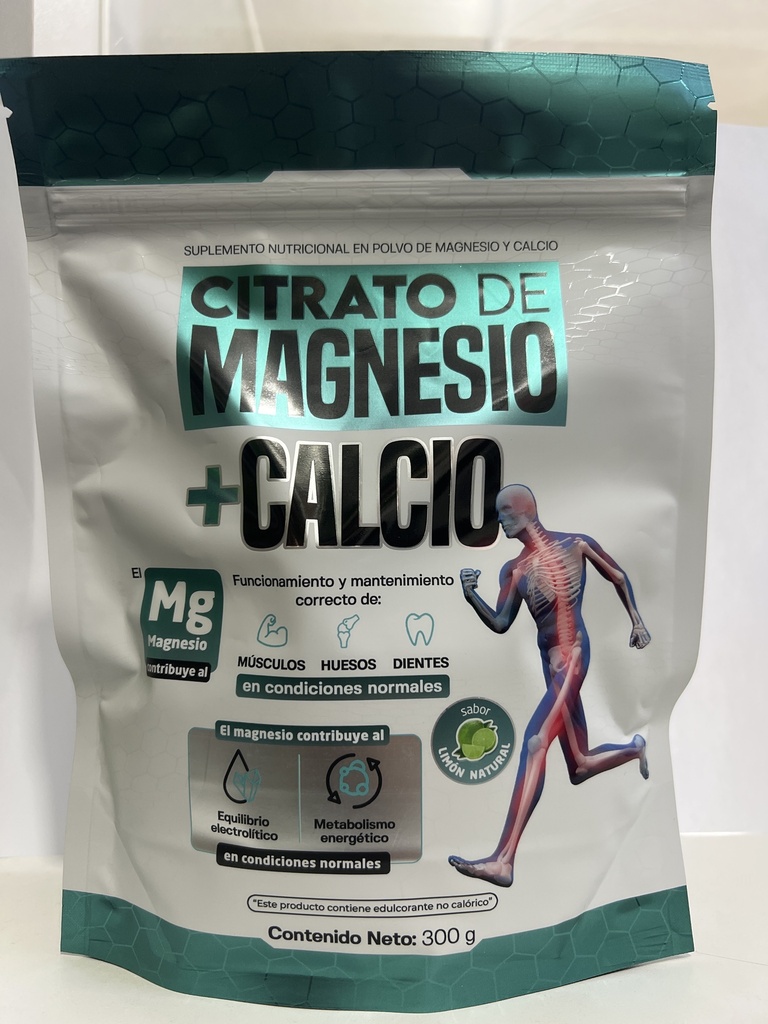 SUPLEMENTO NUTRICIONAL EN POLVO DE MAGNESIO Y CALCIO
CITRATO DE
MAGNESIO
+CALCIO
El
Mg
Magnesio
contribuye al
Funcionamiento y mantenimiento
correcto de:
MÚSCULOS HUESOS DIENTES
en condiciones normales
sabor
LIMÓN NATURAL
El magnesio contribuye al
Equilibrio
electrolítico
Metabolismo
energético
en condiciones normales
"Este producto contiene edulcorante no calórico"
Contenido Neto: 300 g